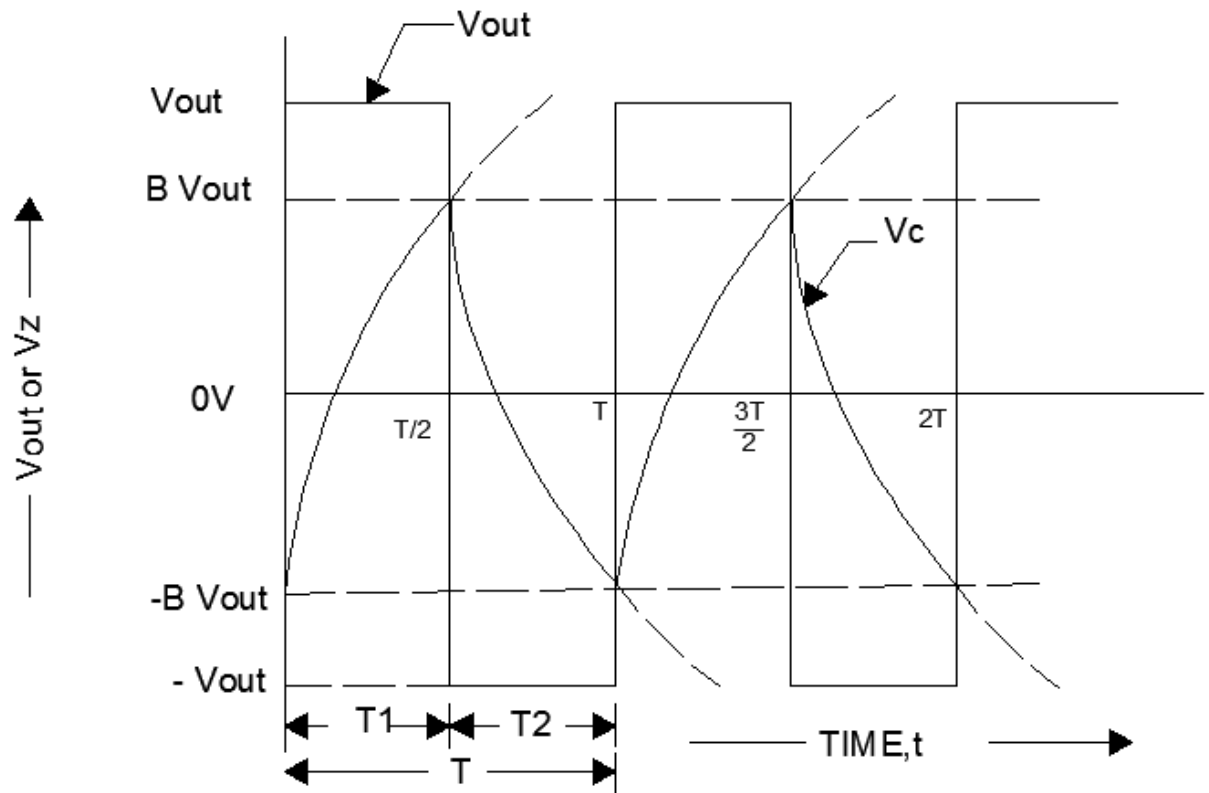 Vout
Vout
B Vout
Vc
Vout or Vz
0V
T/2
T
3T
2
2T
-B Vout
- Vout
T1
T2
TIME,t
T